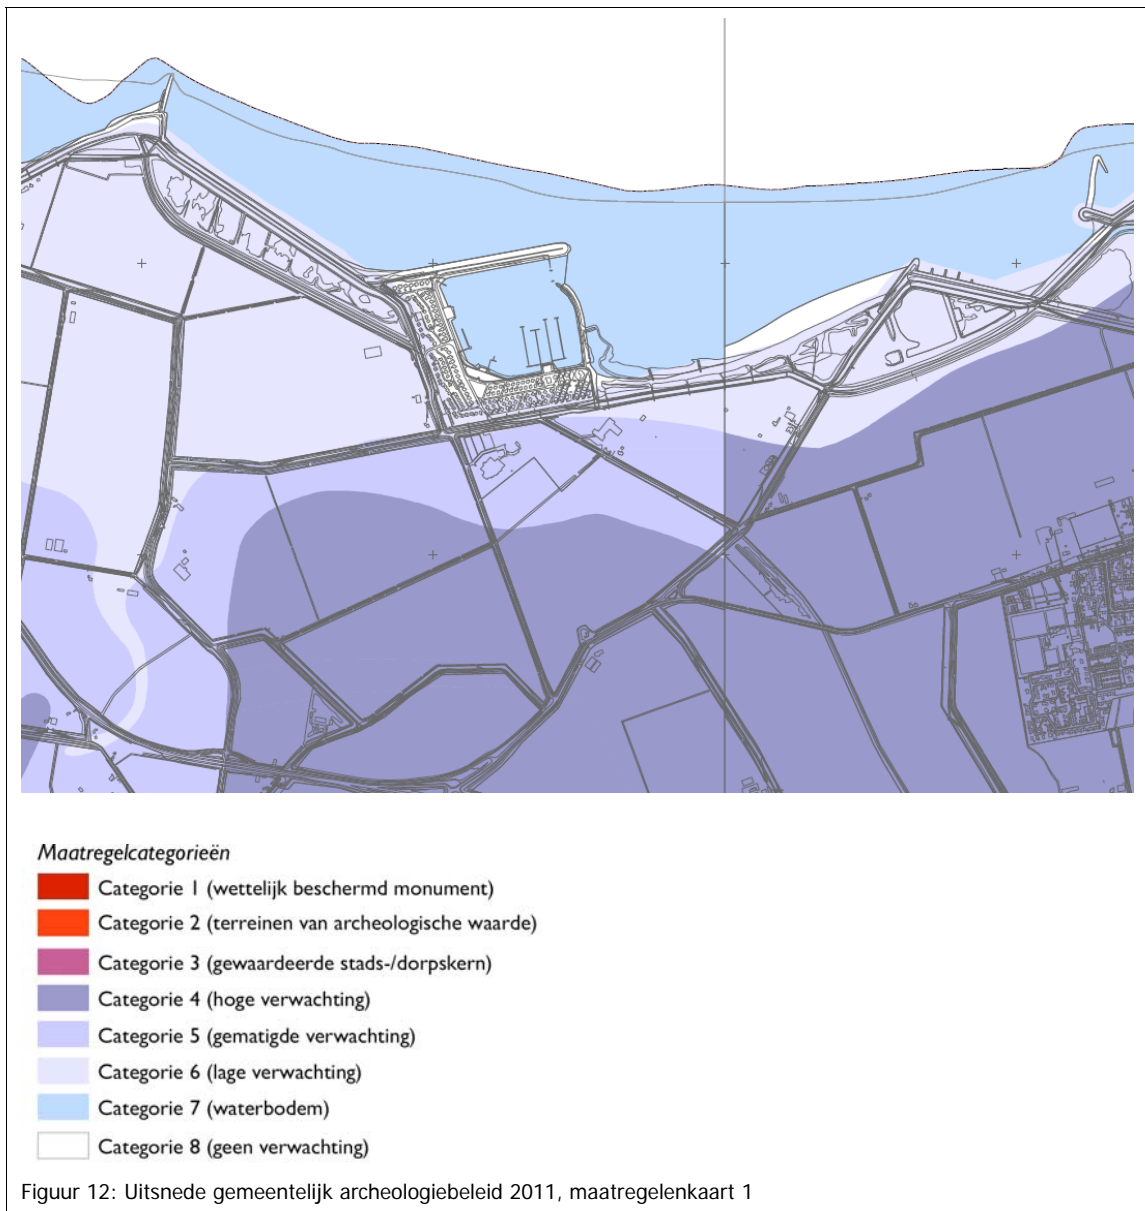 Maatregelcategorieën
Categorie 1 (wettelijk beschermd monument)
Categorie 2 (terreinen van archeologische waarde)
Categorie 3 (gewaardeerde stads-/dorpskern)
Categorie 4 (hoge verwachting)
Categorie 5 (gematigde verwachting)
Categorie 6 (lage verwachting)
Categorie 7 (waterbodem)
Categorie 8 (geen verwachting)
Figuur 12: Uitsnede gemeentelijk archeologiebeleid 2011, maatregelenkaart 1